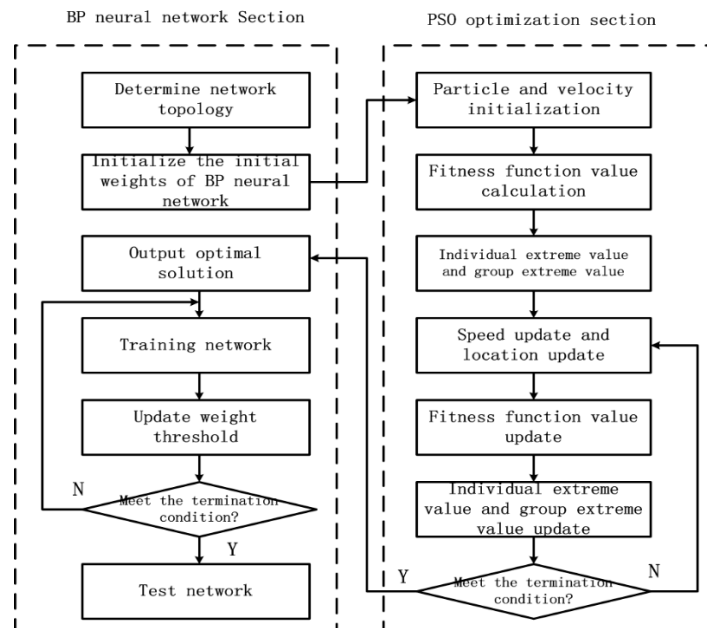 BP neural network Section
Determine network
topology
Initialize the initial
weights of BP neural
network
Output optimal
solution
Training network
Update weight
threshold
N
Meet the termination
condition?
Y
Test network
PSO optimization section
Particle and velocity
initialization
Fitness function value
calculation
Individual extreme value
and group extreme value
Speed update and
location update
Fitness function value
update
Individual extreme
value and group extreme
value update
Y
Meet the termination
condition?
N